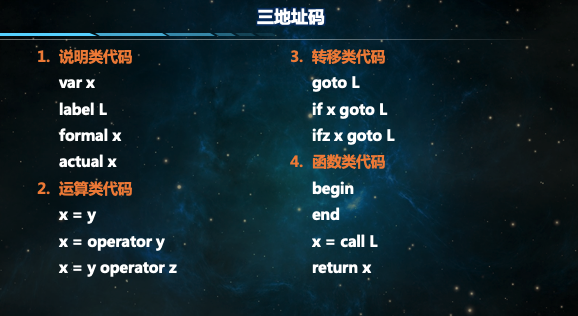 三地址码
1. 说明类代码
var x
label L
formal x
actual x
2. 运算类代码
x = y
x = operator y
x = y operator z
3. 转移类代码
goto L
if x goto L
ifz x goto L
4. 函数类代码
begin
end
x = call L
return x